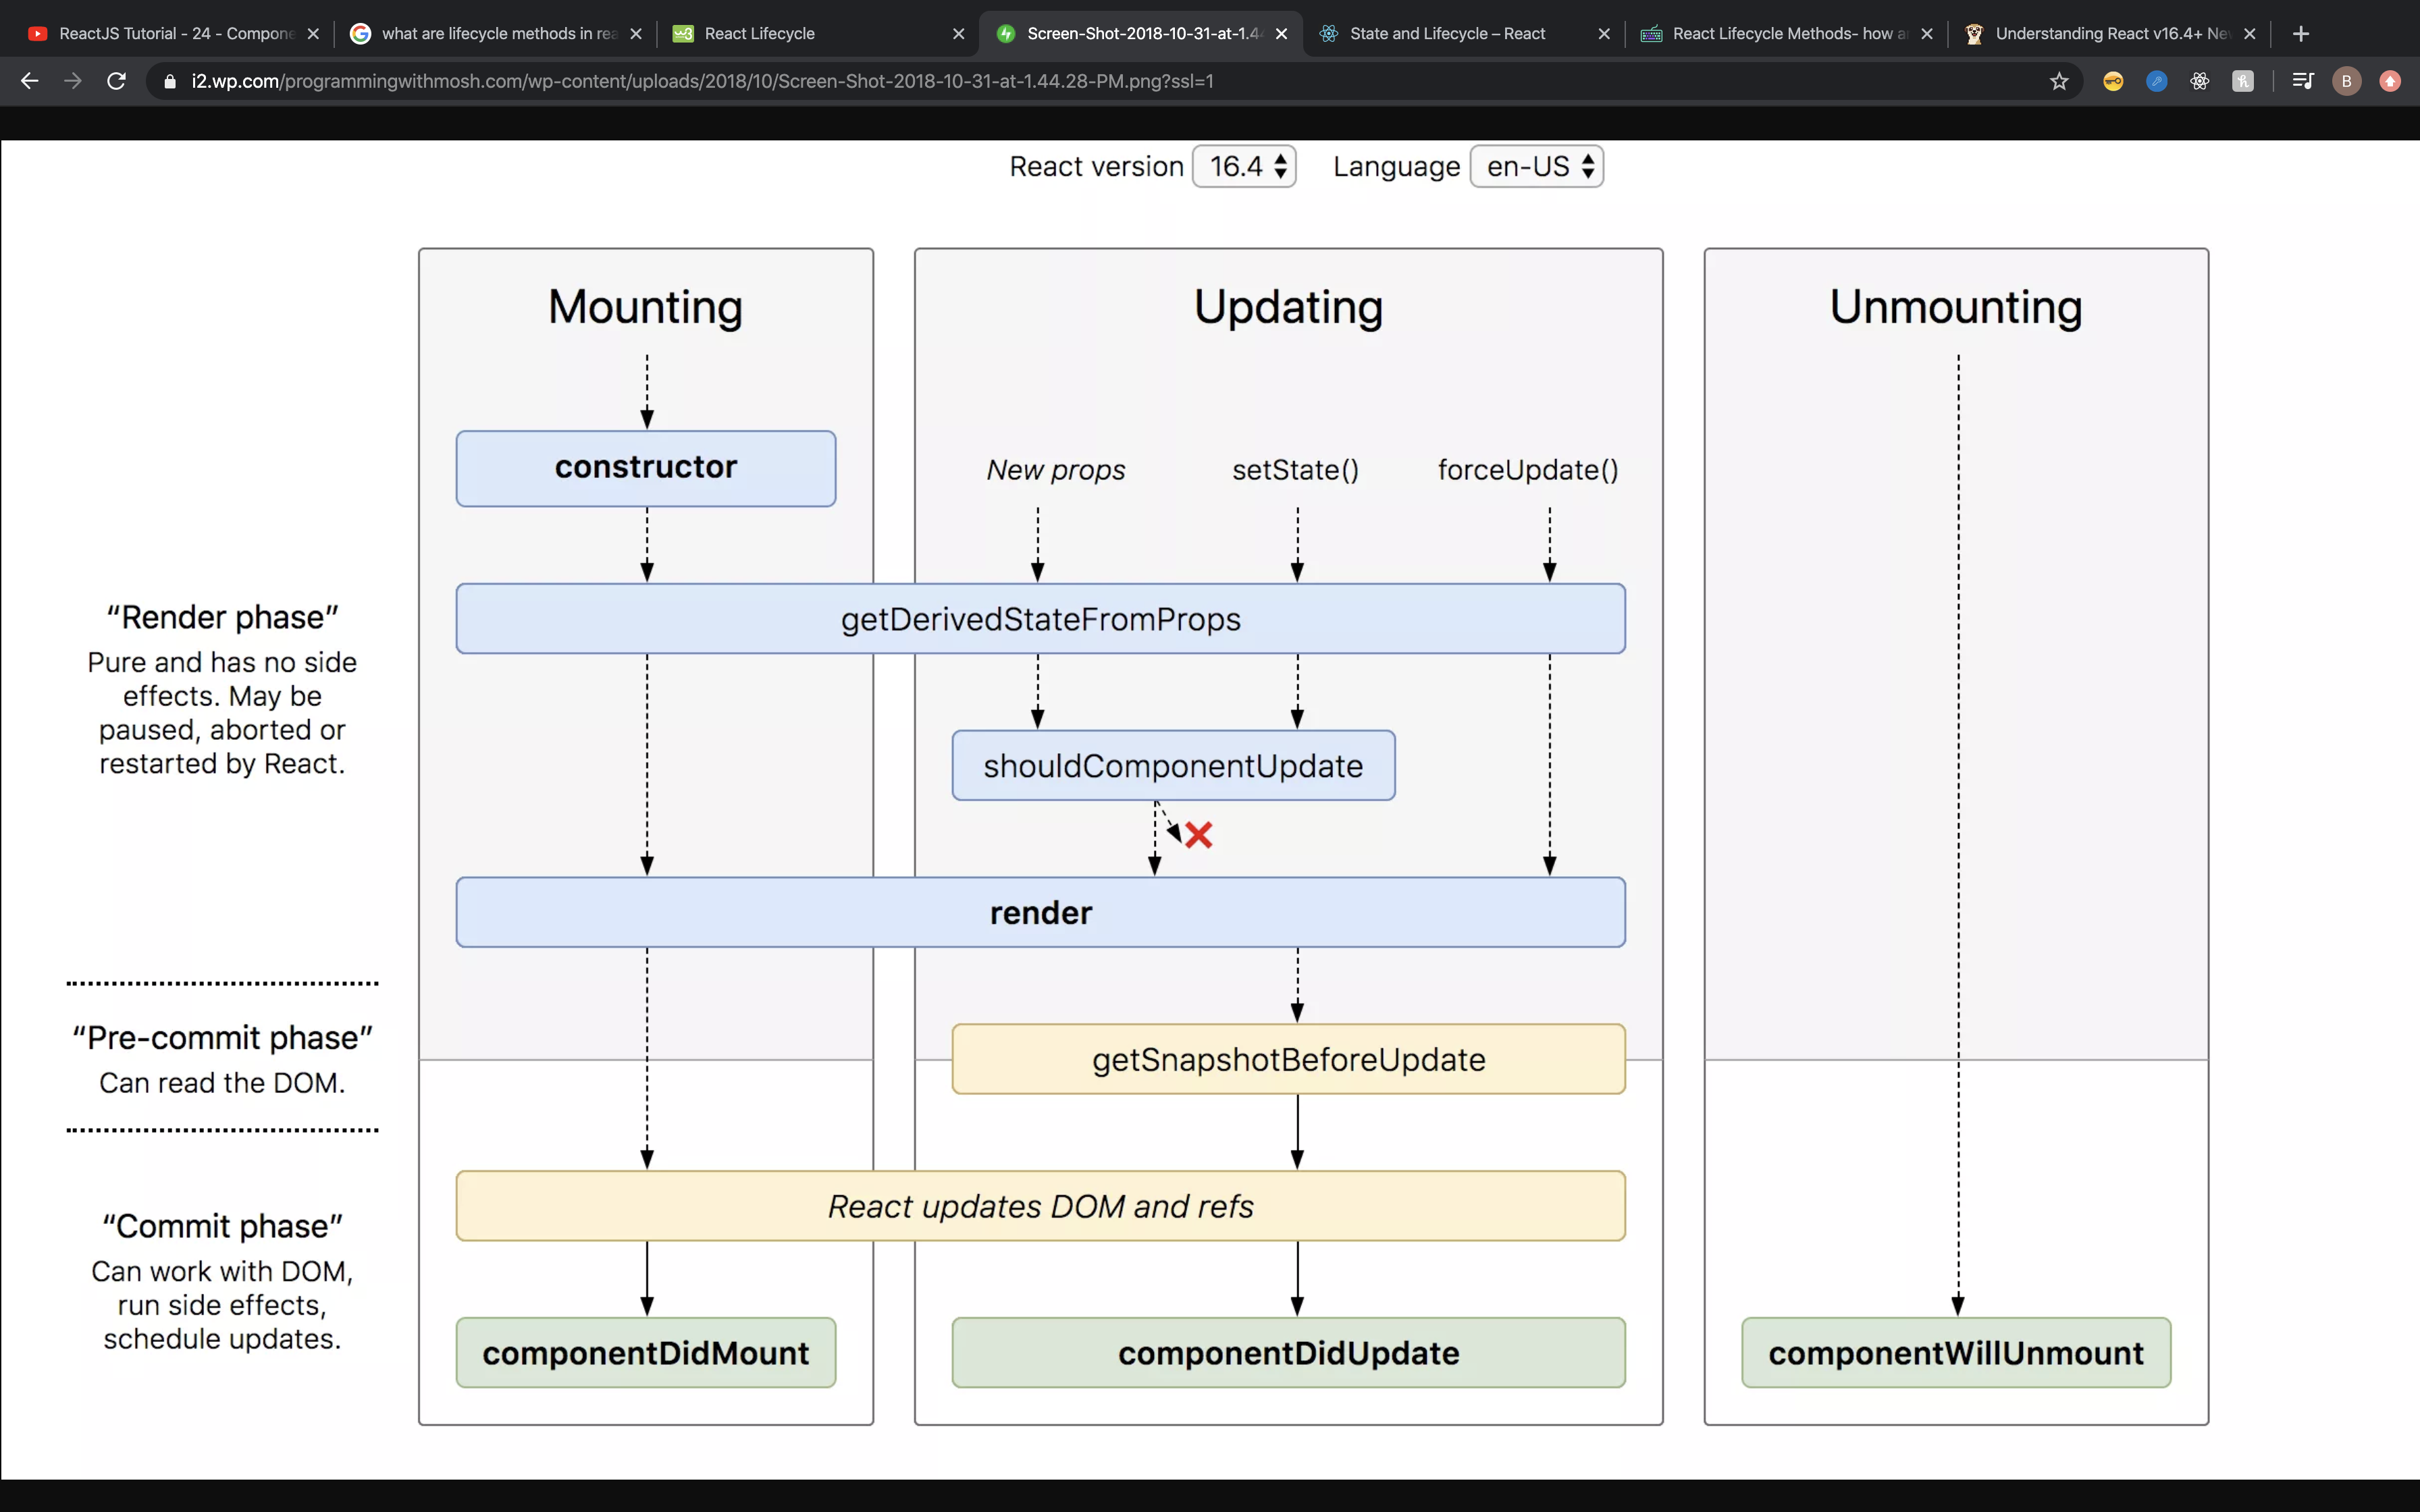 ReactJS Tutorial - 24 - Compone
what are lifecycle methods in rea
React Lifecycle
Screen-Shot-2018-10-31-at-1.44
State and Lifecycle – React
React Lifecycle Methods- how a
Understanding React v16.4+ Ne
i2.wp.com/programmingwithmosh.com/wp-content/uploads/2018/10/Screen-Shot-2018-10-31-at-1.44.28-PM.png?ssl=1
B
React version 16.4 Language en-US
Mounting
Updating
Unmounting
constructor
New props setState() forceUpdate()
“Render phase”
Pure and has no side
effects. May be
paused, aborted or
restarted by React.
getDerivedStateFromProps
shouldComponentUpdate
render
“Pre-commit phase”
Can read the DOM.
getSnapshotBeforeUpdate
“Commit phase”
Can work with DOM,
run side effects,
schedule updates.
React updates DOM and refs
componentDidMount
componentDidUpdate
componentWillUnmount